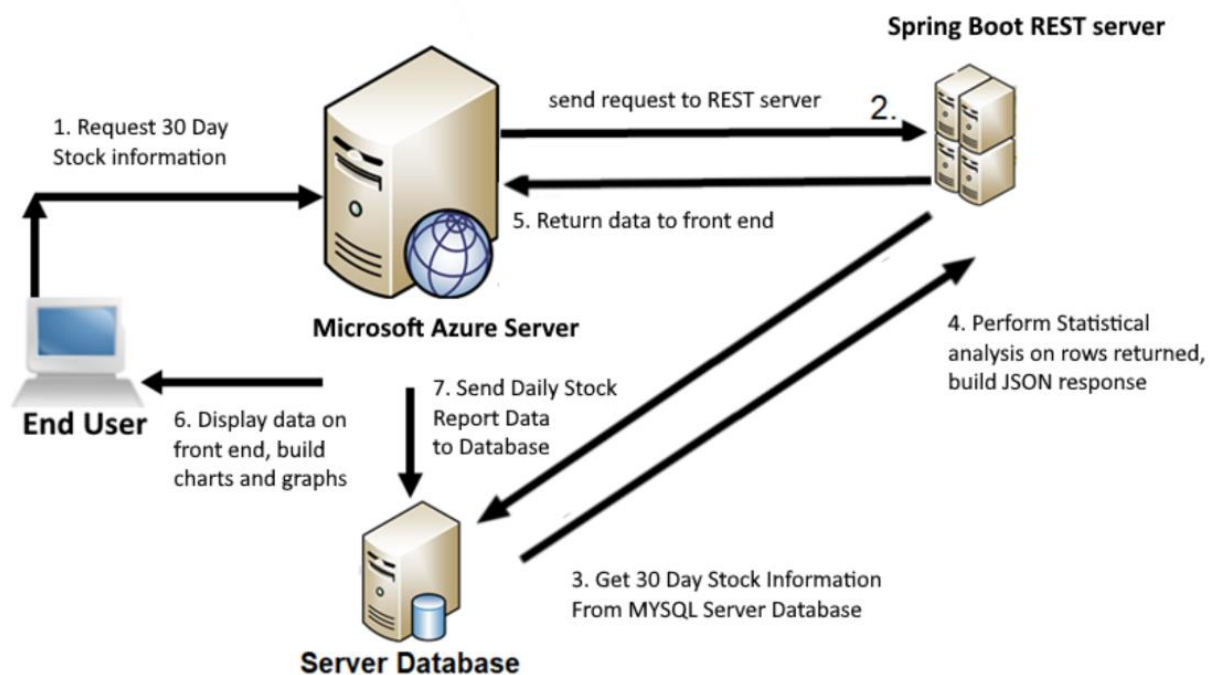 Spring Boot REST server
send request to REST server
2.
1. Request 30 Day
Stock information
5. Return data to front end
Microsoft Azure Server
4. Perform Statistical
analysis on rows returned,
build JSON response
7. Send Daily Stock
Report Data
to Database
End User
6. Display data on
front end, build
charts and graphs
3. Get 30 Day Stock Information
From MYSQL Server Database
Server Database